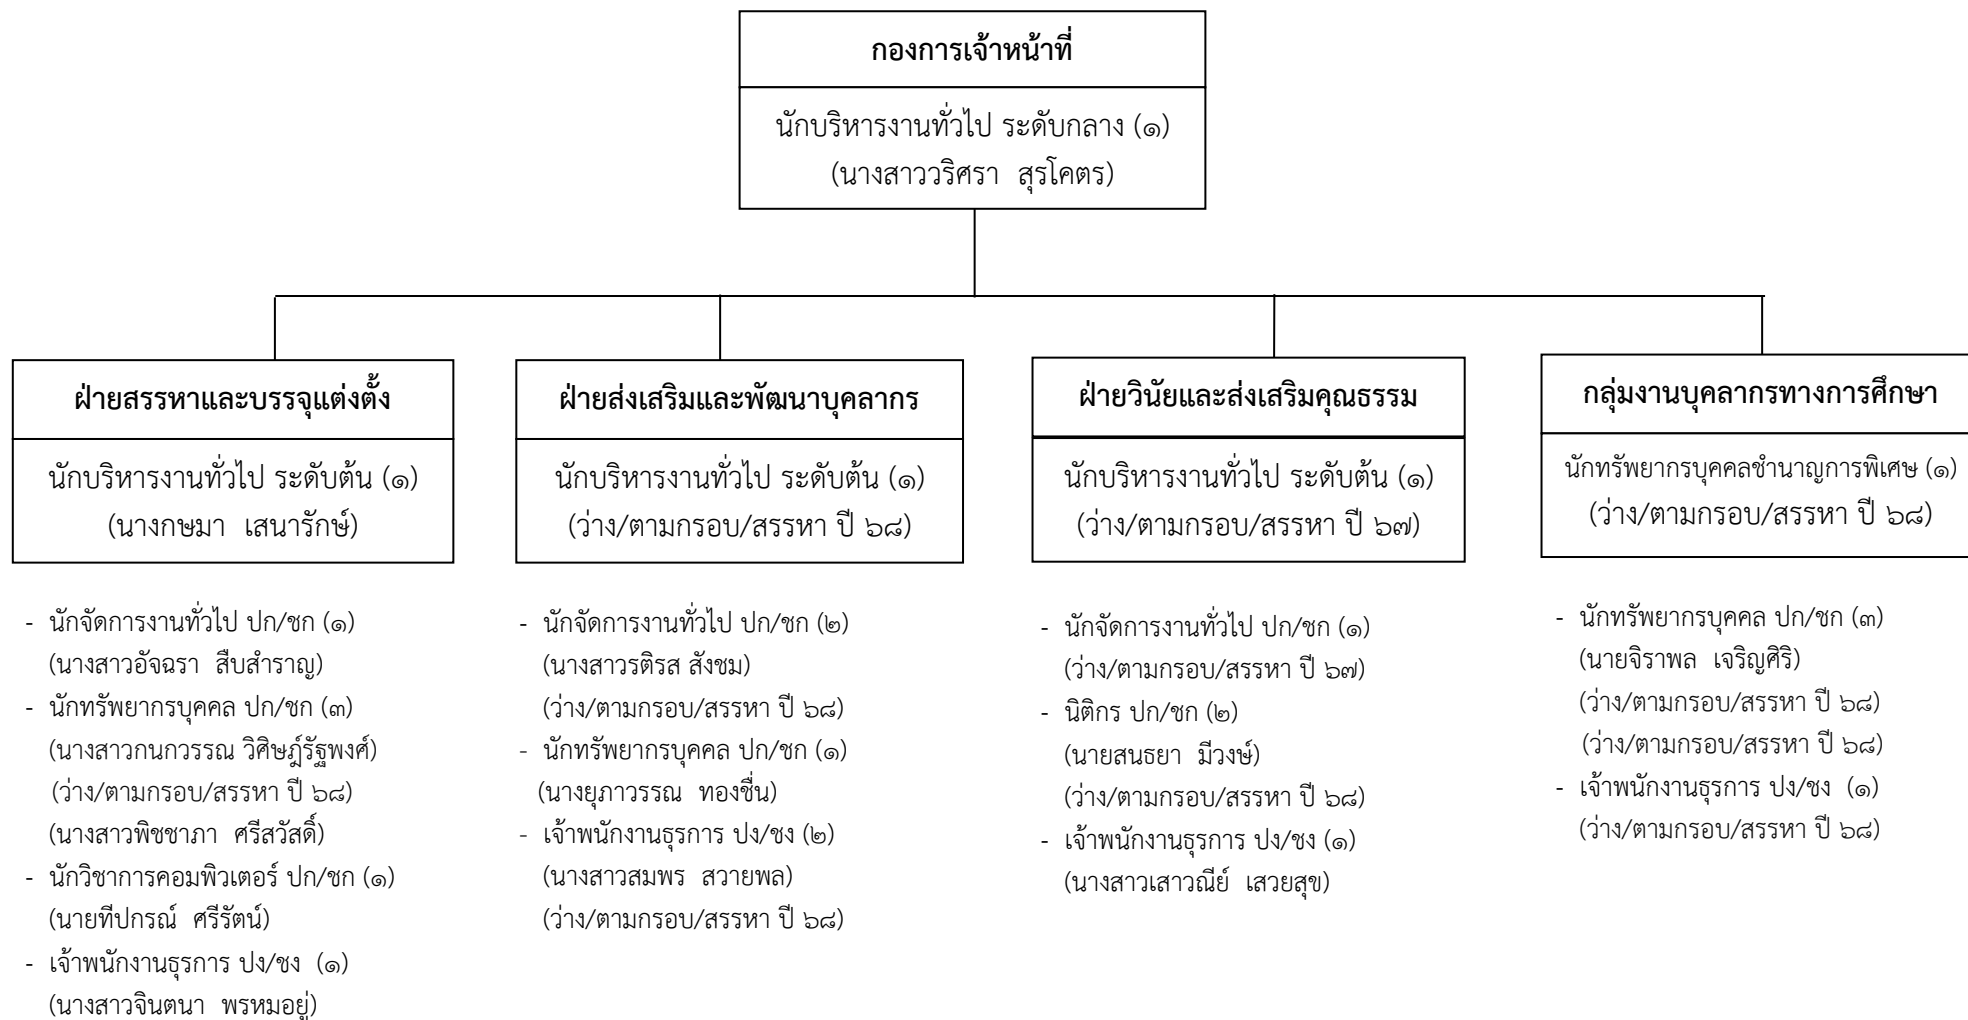 กองการเจ้าหน้าที่
นักบริหารงานทั่วไป ระดับกลาง (๑)
(นางสาววริศรา สุรโคตร)
ฝ่ายสรรหาและบรรจุแต่งตั้ง
นักบริหารงานทั่วไป ระดับต้น (๑)
(นางกษมา เสนารักษ์)
- นักจัดการงานทั่วไป ปก/ชก (๑)
(นางสาวอัจฉรา สืบสำราญ)
- นักทรัพยากรบุคคล ปก/ชก (๓)
(นางสาวกนกวรรณ วิศิษฎ์รัฐพงศ์)
(ว่าง/ตามกรอบ/สรรหา ปี ๖๘)
(นางสาวพิชชาภา ศรีสวัสดิ์)
- นักวิชาการคอมพิวเตอร์ ปก/ชก (๑)
(นายทีปกรณ์ ศรีรัตน์)
- เจ้าพนักงานธุรการ ปง/ชง (๑)
(นางสาวจินตนา พรหมอยู่)
ฝ่ายส่งเสริมและพัฒนาบุคลากร
นักบริหารงานทั่วไป ระดับต้น (๑)
(ว่าง/ตามกรอบ/สรรหา ปี ๖๘)
- นักจัดการงานทั่วไป ปก/ชก (๒)
(นางสาวรติรส สังชม)
(ว่าง/ตามกรอบ/สรรหา ปี ๖๘)
- นักทรัพยากรบุคคล ปก/ชก (๑)
(นางยุภาวรรณ ทองชื่น)
- เจ้าพนักงานธุรการ ปง/ชง (๒)
(นางสาวสมพร สวายพล)
(ว่าง/ตามกรอบ/สรรหา ปี ๖๘)
ฝ่ายวินัยและส่งเสริมคุณธรรม
นักบริหารงานทั่วไป ระดับต้น (๑)
(ว่าง/ตามกรอบ/สรรหา ปี ๖๗)
- นักจัดการงานทั่วไป ปก/ชก (๑)
(ว่าง/ตามกรอบ/สรรหา ปี ๖๗)
- นิติกร ปก/ชก (๒)
(นายสนธยา มีวงษ์)
(ว่าง/ตามกรอบ/สรรหา ปี ๖๘)
- เจ้าพนักงานธุรการ ปง/ชง (๑)
(นางสาวเสาวณีย์ เสวยสุข)
กลุ่มงานบุคลากรทางการศึกษา
นักทรัพยากรบุคคลชำนาญการพิเศษ (๑)
(ว่าง/ตามกรอบ/สรรหา ปี ๖๘)
- นักทรัพยากรบุคคล ปก/ชก (๓)
(นายจิราพล เจริญศิริ)
(ว่าง/ตามกรอบ/สรรหา ปี ๖๘)
(ว่าง/ตามกรอบ/สรรหา ปี ๖๘)
- เจ้าพนักงานธุรการ ปง/ชง (๑)
(ว่าง/ตามกรอบ/สรรหา ปี ๖๘)